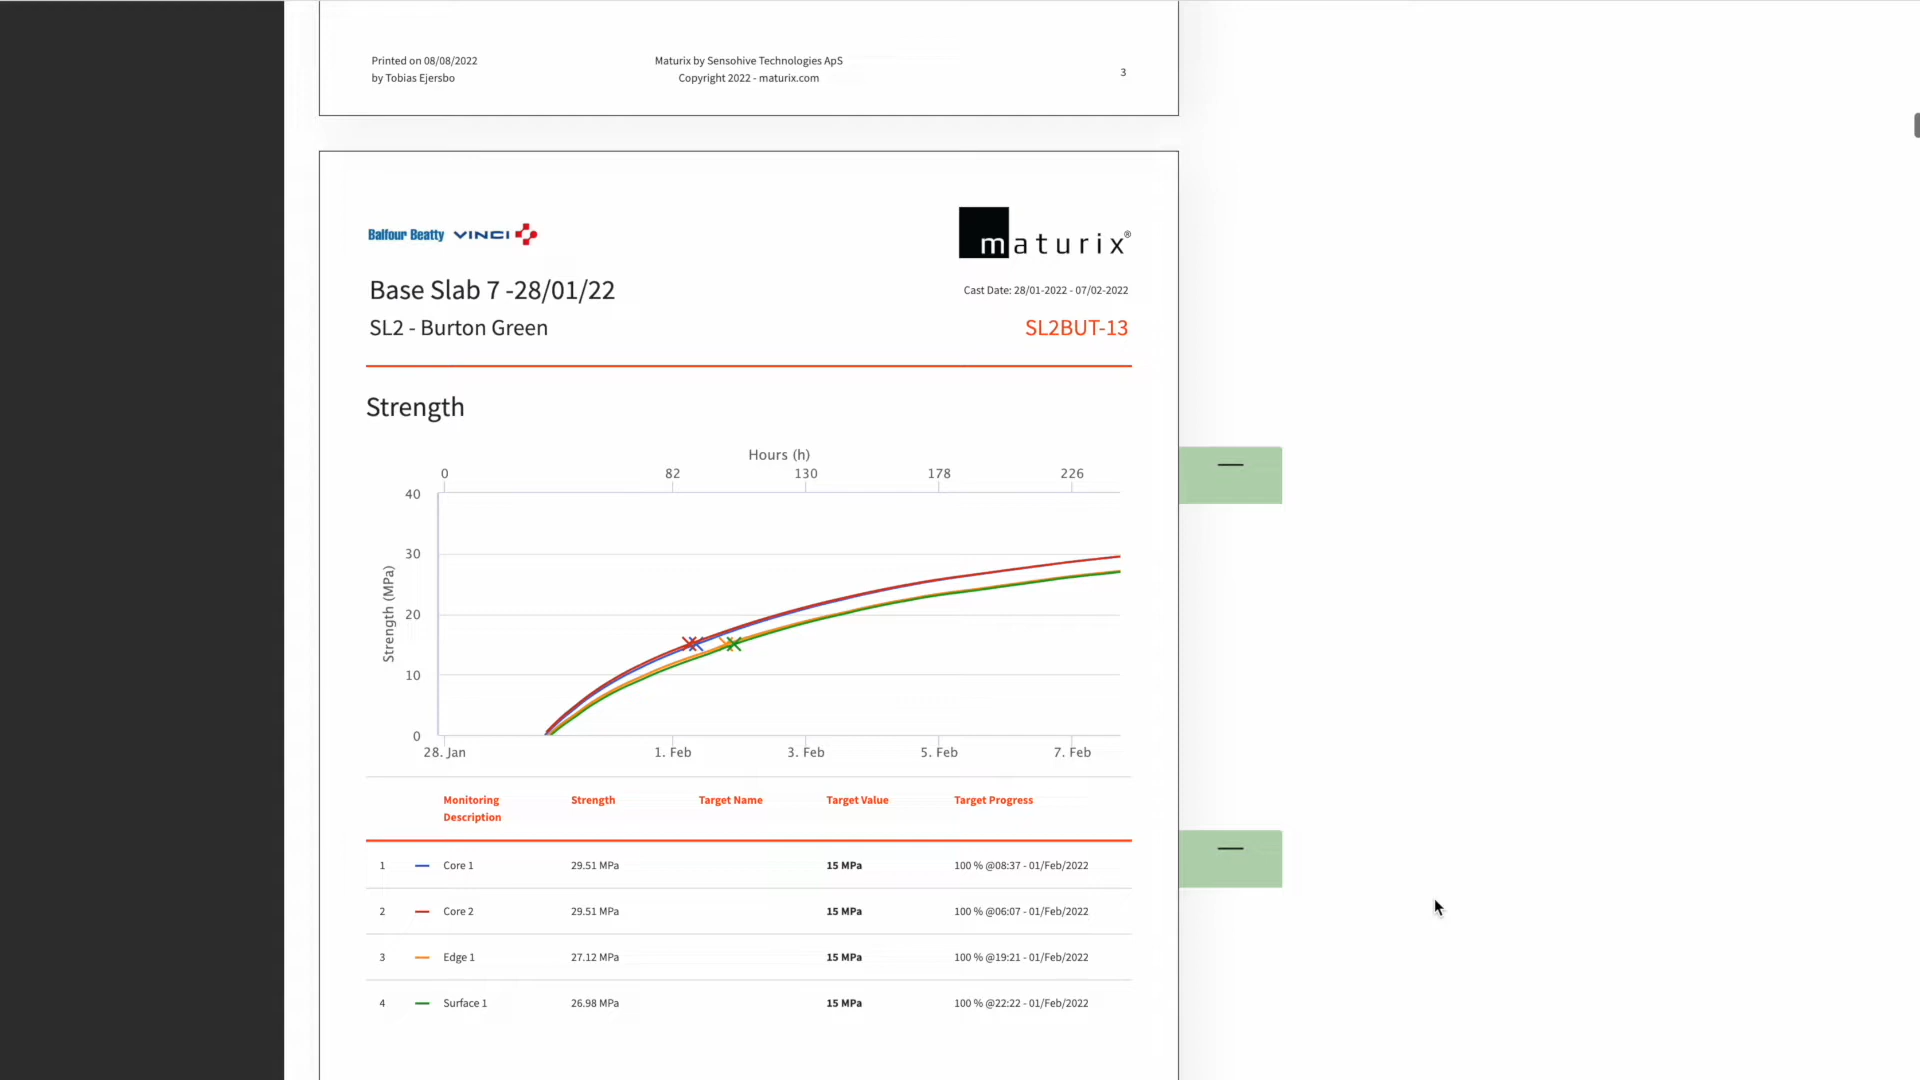 Printed on 08/08/2022
by Tobias Ejersbo
Maturix by Sensohive Technologies ApS
Copyright 2022 - maturix.com
3
Balfour Beatty VINCI
maturix®
Base Slab 7 -28/01/22
Cast Date: 28/01-2022 - 07/02-2022
SL2 - Burton Green
SL2BUT-13
Strength
Hours (h)
0 82 130 178 226
40
30
20
10
0
Strength (MPa)
28. Jan 1. Feb 3. Feb 5. Feb 7. Feb
Monitoring Description Strength Target Name Target Value Target Progress
1 Core 1 29.51 MPa 15 MPa 100 % @08:37 - 01/Feb/2022
2 Core 2 29.51 MPa 15 MPa 100 % @06:07 - 01/Feb/2022
3 Edge 1 27.12 MPa 15 MPa 100 % @19:21 - 01/Feb/2022
4 Surface 1 26.98 MPa 15 MPa 100 % @22:22 - 01/Feb/2022